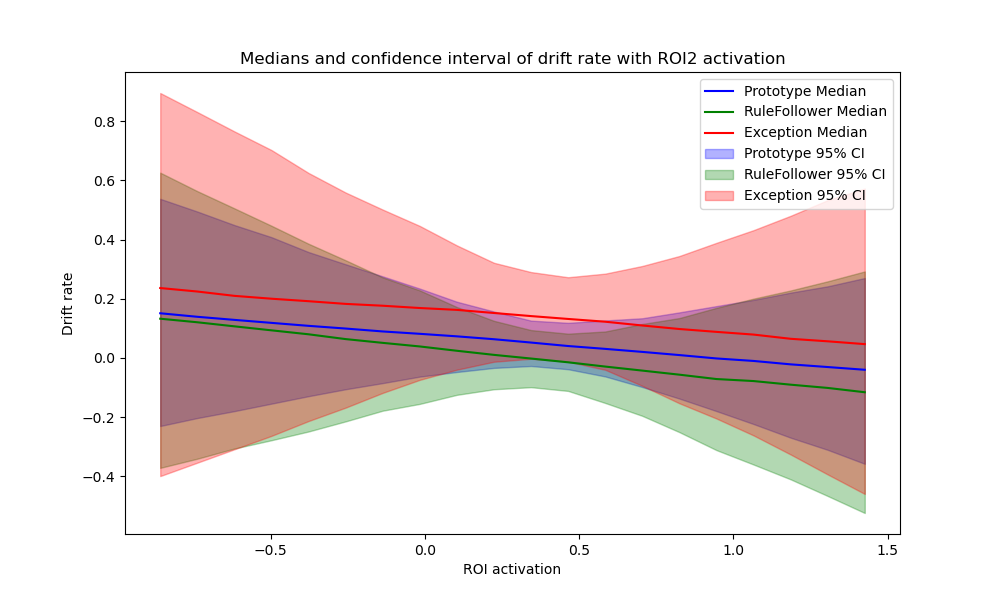 Medians and confidence interval of drift rate with ROI2 activation
Prototype Median
RuleFollower Median
Exception Median
Prototype 95% CI
RuleFollower 95% CI
Exception 95% CI
Drift rate
0.8
0.6
0.4
0.2
0.0
−0.2
−0.4
−0.5
0.0
0.5
1.0
1.5
ROI activation